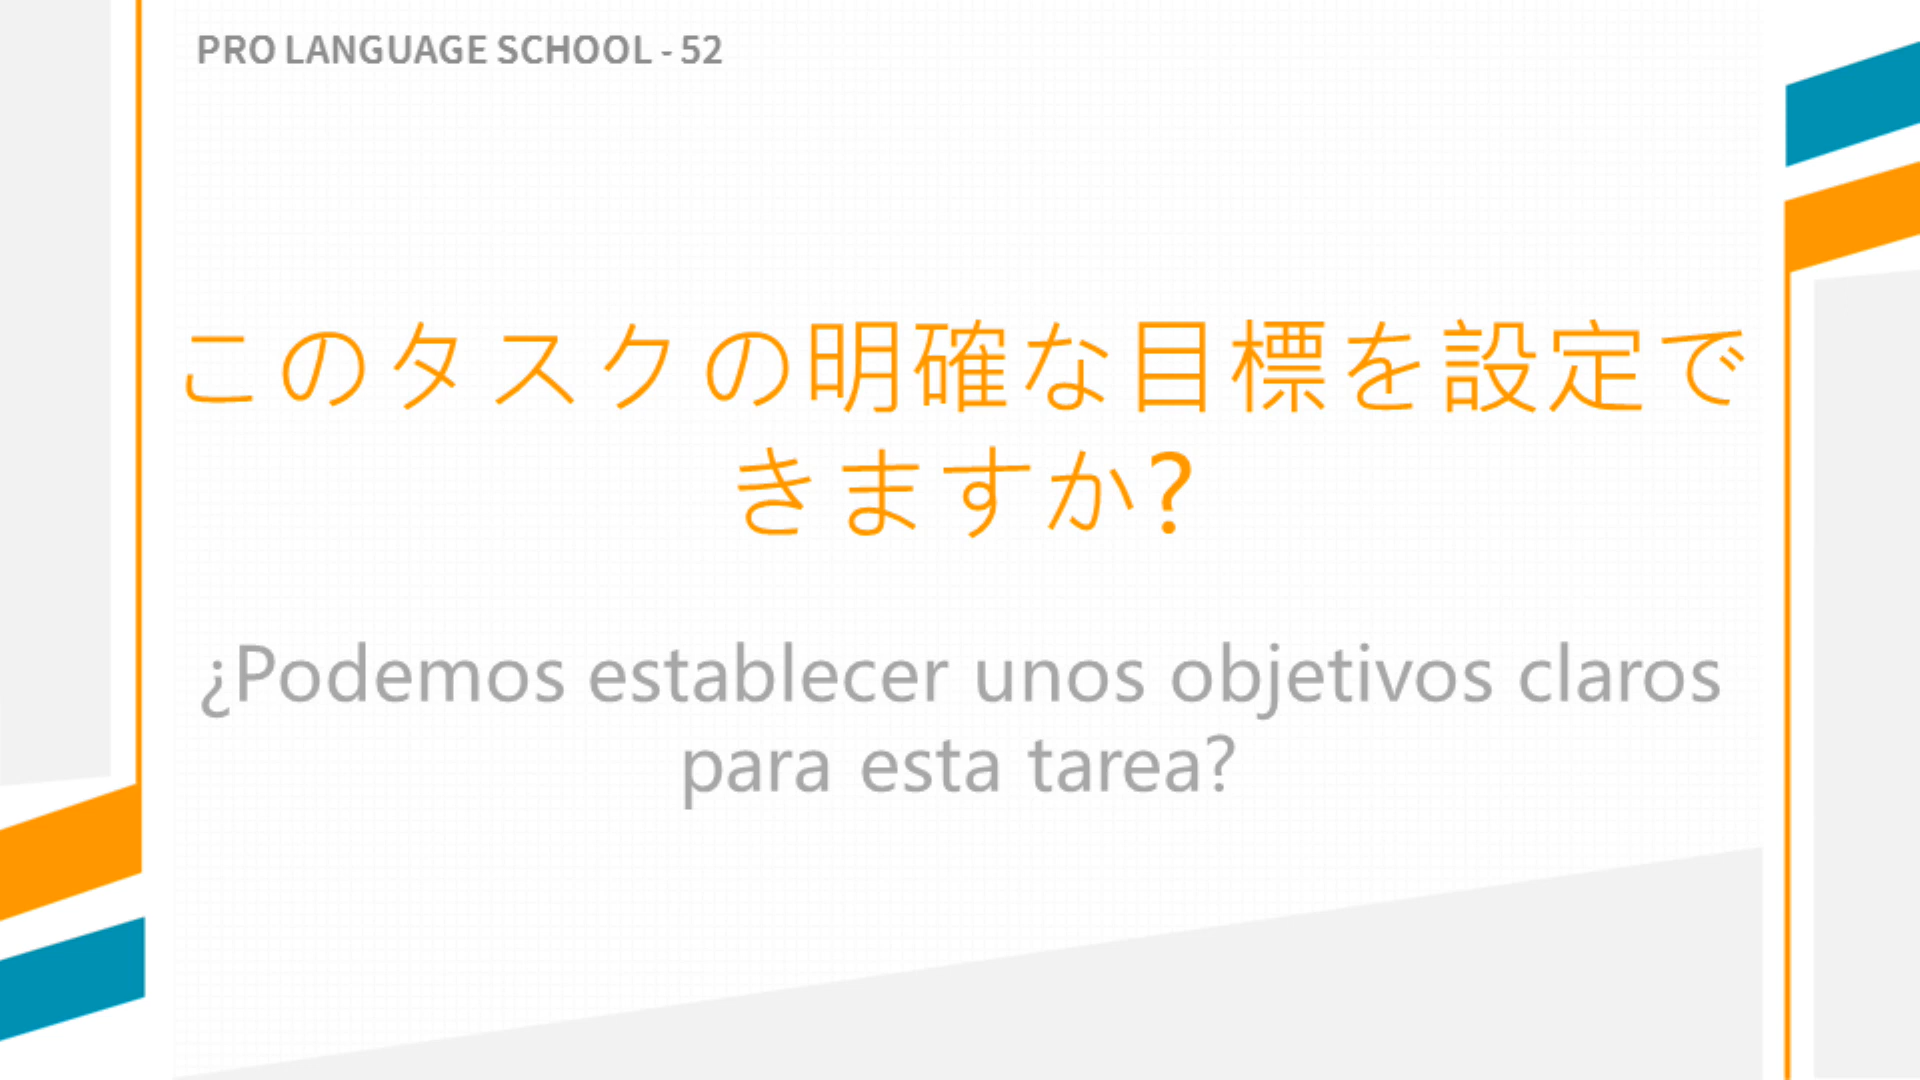 PRO LANGUAGE SCHOOL - 52
このタスクの明確な目標を設定で
きますか?
¿Podemos establecer unos objetivos claros
para esta tarea?